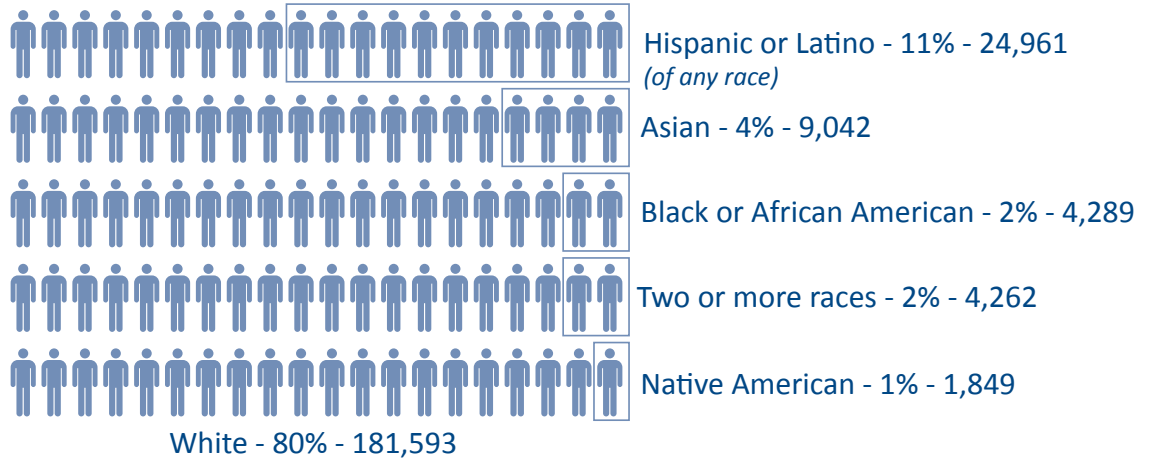 Hispanic or Latino - 11% - 24,961
(of any race)
Asian - 4% - 9,042
Black or African American - 2% - 4,289
Two or more races - 2% - 4,262
Native American - 1% - 1,849
White - 80% - 181,593